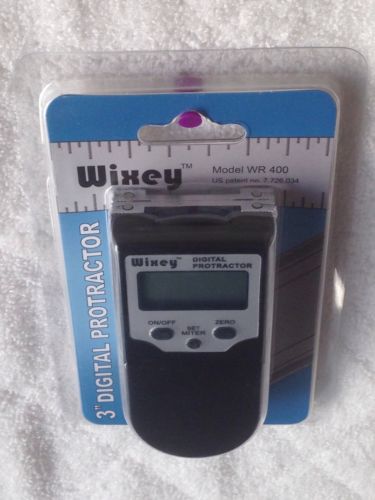 Wixey™
Model WR 400
US patent no. 7,726,034
3" DIGITAL PROTRACTOR
Wixey™
DIGITAL
PROTRACTOR
ON/OFF
SET
MITER
ZERO